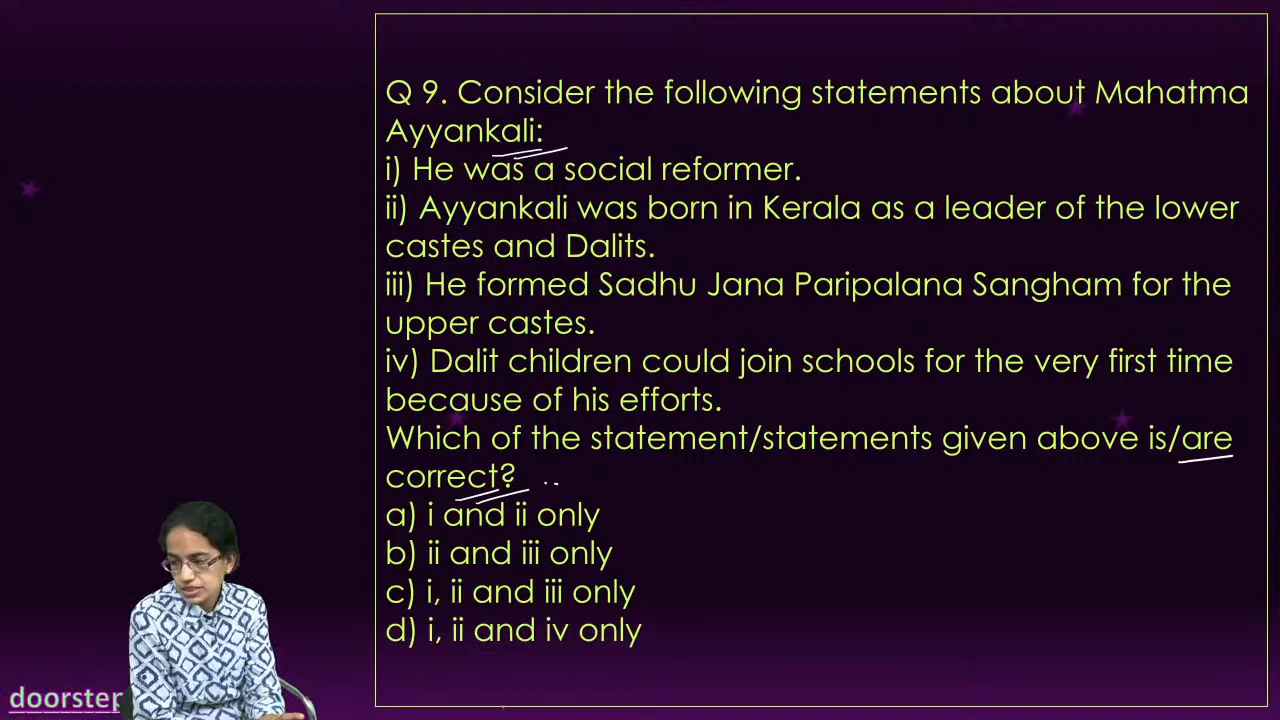 Q 9. Consider the following statements about Mahatma
Ayyankali:
i) He was a social reformer.
ii) Ayyankali was born in Kerala as a leader of the lower
castes and Dalits.
iii) He formed Sadhu Jana Paripalana Sangham for the
upper castes.
iv) Dalit children could join schools for the very first time
because of his efforts.
Which of the statement/statements given above is/are
correct?
a) i and ii only
b) ii and iii only
c) i, ii and iii only
d) i, ii and iv only
doorstep